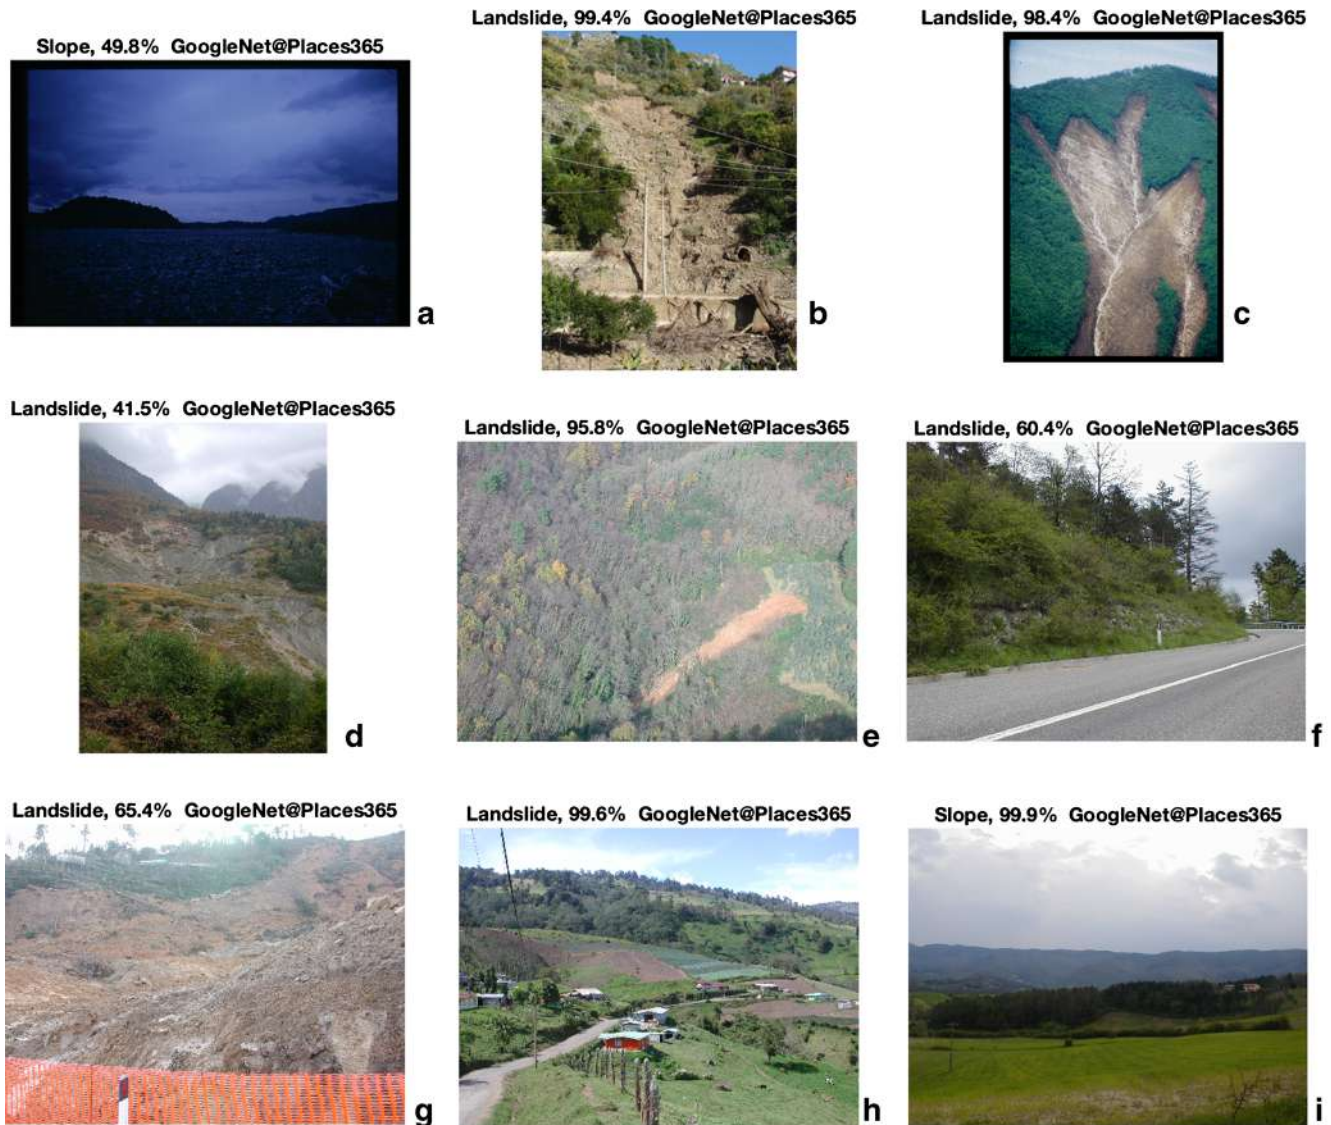 Slope, 49.8% GoogleNet@Places365
a
Landslide, 99.4% GoogleNet@Places365
b
Landslide, 98.4% GoogleNet@Places365
c
Landslide, 41.5% GoogleNet@Places365
d
Landslide, 95.8% GoogleNet@Places365
e
Landslide, 60.4% GoogleNet@Places365
f
Landslide, 65.4% GoogleNet@Places365
g
Landslide, 99.6% GoogleNet@Places365
h
Slope, 99.9% GoogleNet@Places365
i